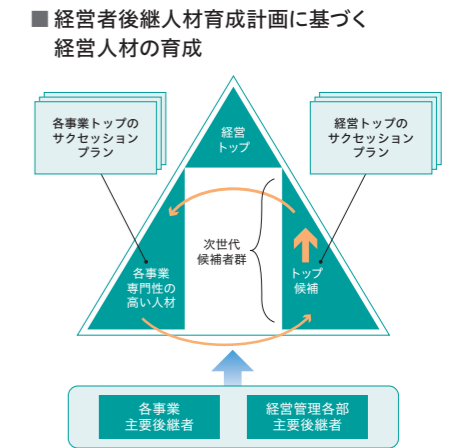 ■ 経営者後継人材育成計画に基づく
経営人材の育成
各事業トップの
サクセッション
プラン
経営トップの
サクセッション
プラン
経営
トップ
次世代
候補者群
各事業
専門性の
高い人材
トップ
候補
各事業
主要後継者
経営管理各部
主要後継者